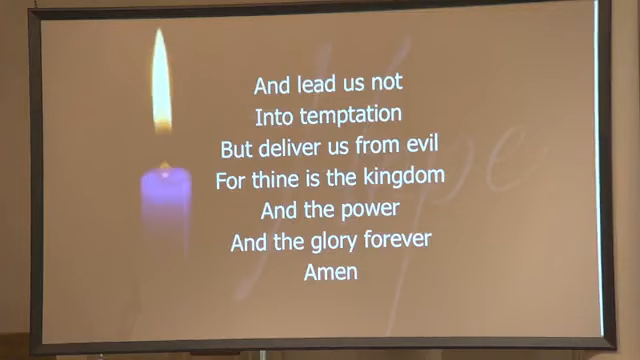 And lead us not
Into temptation
But deliver us from evil
For thine is the kingdom
And the power
And the glory forever
Amen
Hope